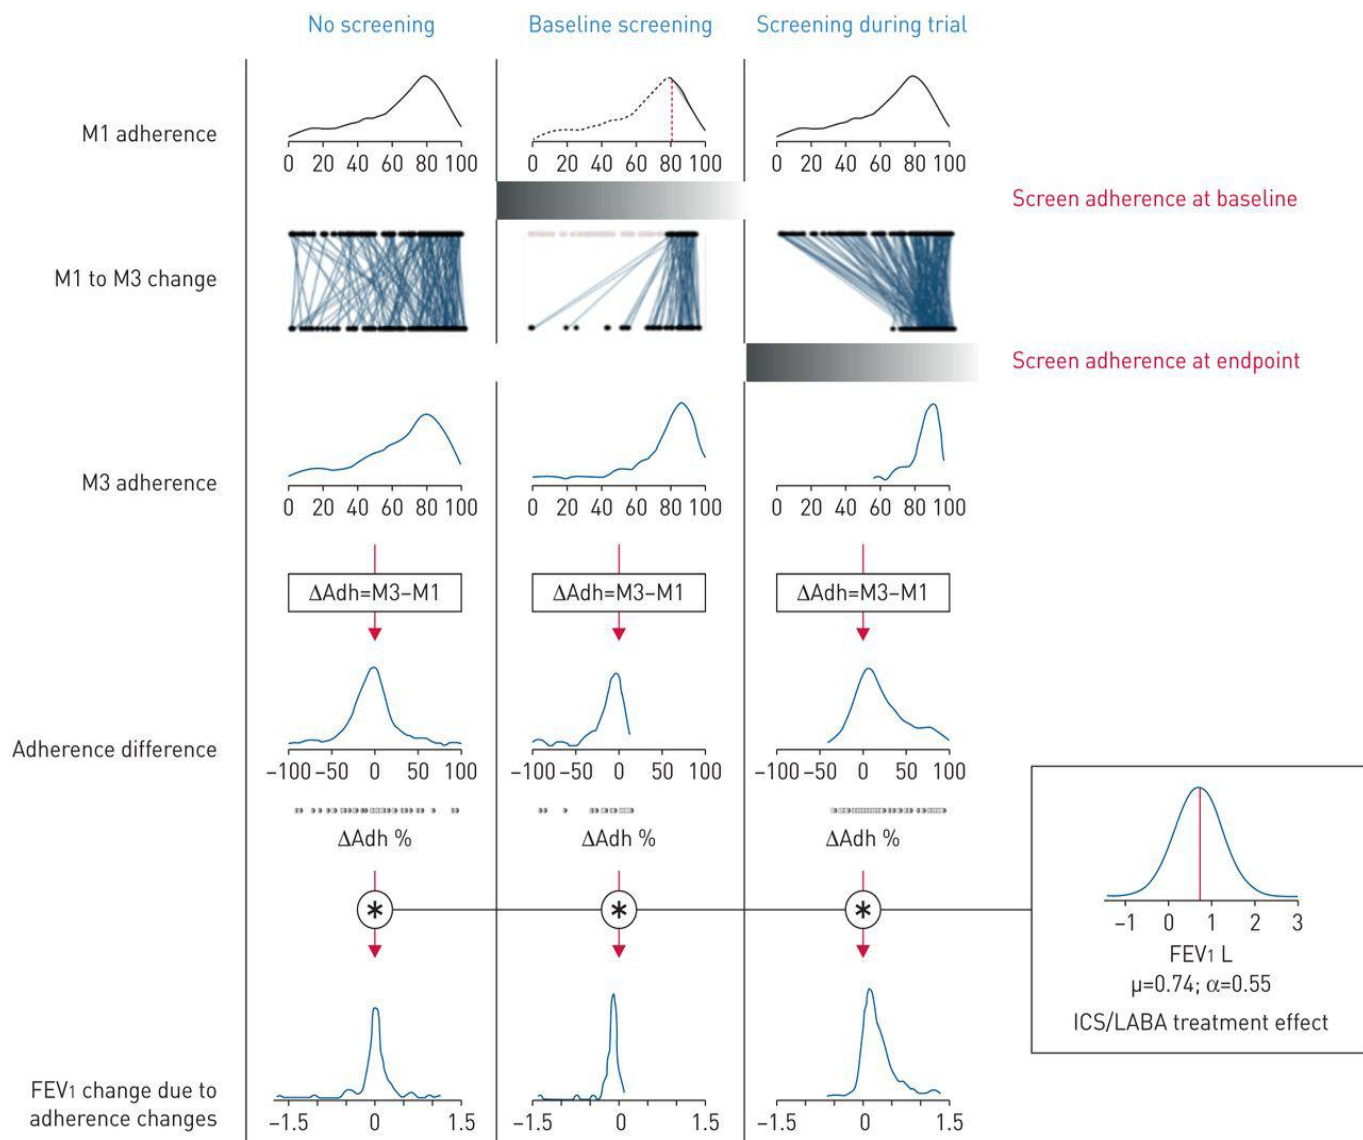 No screening Baseline screening Screening during trial
M1 adherence
0 20 40 60 80 100 0 20 40 60 80 100 0 20 40 60 80 100
Screen adherence at baseline
M1 to M3 change
Screen adherence at endpoint
M3 adherence
0 20 40 60 80 100 0 20 40 60 80 100 0 20 40 60 80 100
ΔAdh=M3–M1 ΔAdh=M3–M1 ΔAdh=M3–M1
Adherence difference
–100 –50 0 50 100 –100 –50 0 50 100 –100 –50 0 50 100
ΔAdh % ΔAdh % ΔAdh %
* * *
–1 0 1 2 3
FEV1 L
μ=0.74; α=0.55
ICS/LABA treatment effect
FEV1 change due to
adherence changes
–1.5 0 1.5 –1.5 0 1.5 –1.5 0 1.5